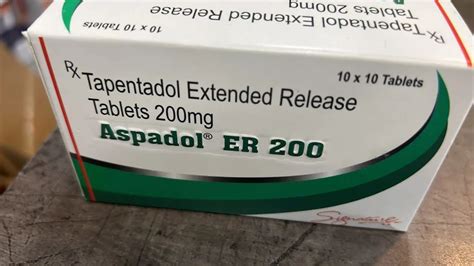 Rx Tapentadol Extended Release
Tablets 200mg
10 x 10 Tablets
Rx Tapentadol Extended Release
Tablets 200mg
10 x 10 Tablets
Aspadol® ER 200
Signature